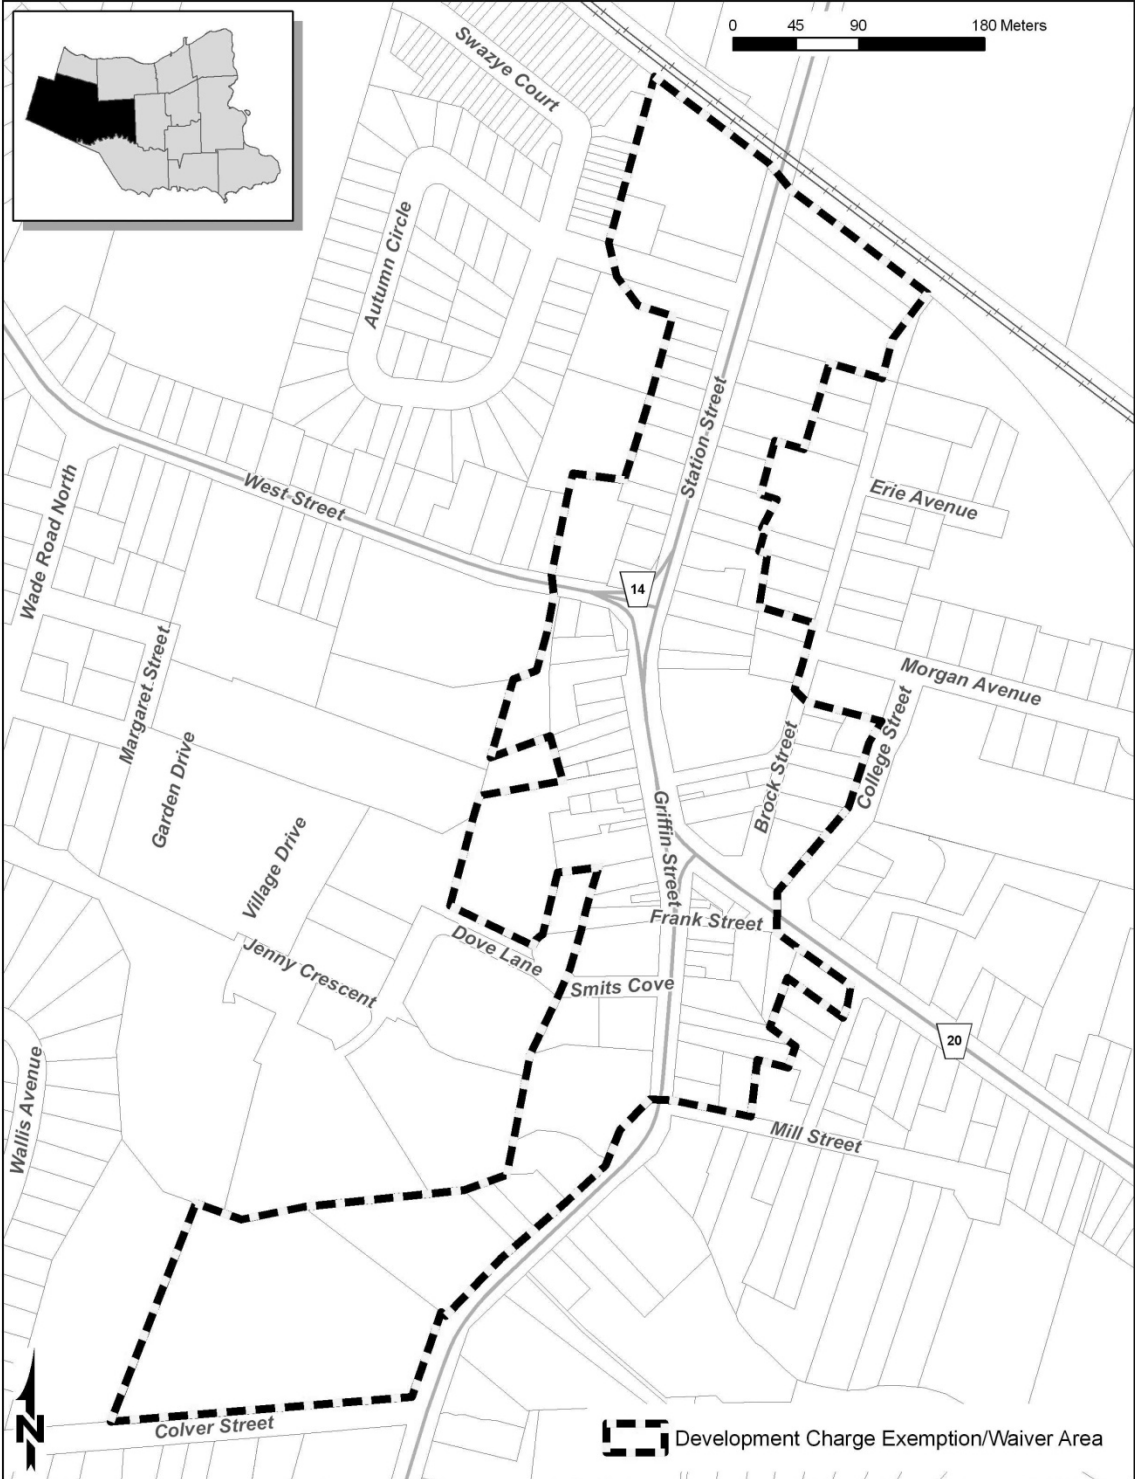 0 45 90 180 Meters
Swazye Court
Autumn Circle
Station Street
West Street
Wade Road North
Erie Avenue
14
Margaret Street
Morgan Avenue
Garden Drive
College Street
Brock Street
Griffin Street
Village Drive
Frank Street
Dove Lane
Jenny Crescent
Smits Cove
20
Wallis Avenue
Mill Street
Colver Street
N
Development Charge Exemption/Waiver Area